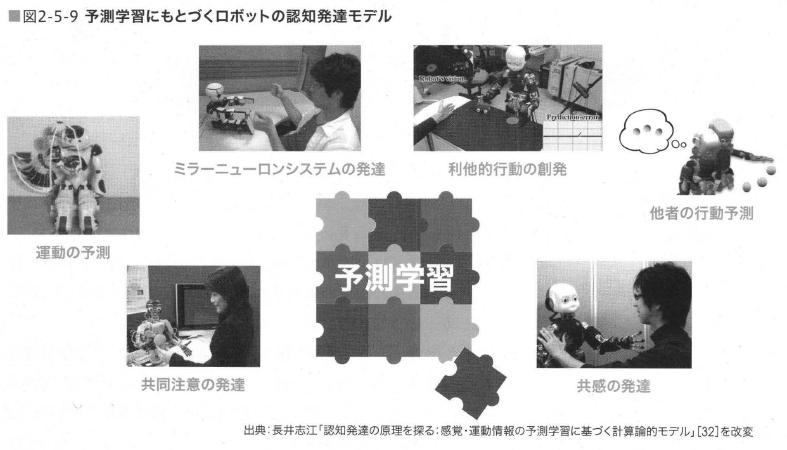 ■図2-5-9 予測学習にもとづくロボットの認知発達モデル
Robot's vision
Prediction error
ミラーニューロンシステムの発達
利他的行動の創発
他者の行動予測
運動の予測
予測学習
共同注意の発達
共感の発達
出典:長井志江「認知発達の原理を探る:感覚・運動情報の予測学習に基づく計算論的モデル」[32]を改変